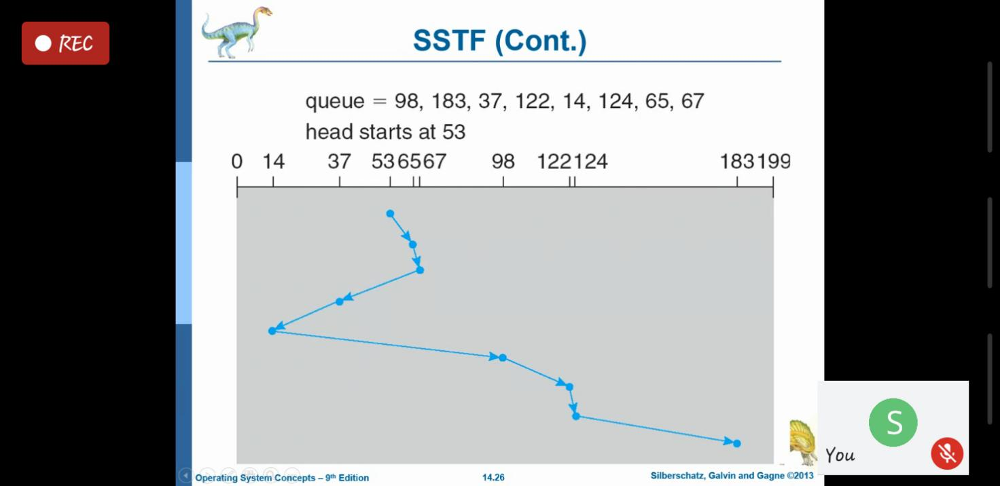 REC
SSTF (Cont.)
queue = 98, 183, 37, 122, 14, 124, 65, 67
head starts at 53
0 14 37 53 65 67 98 122 124 183 199
S
You
Operating System Concepts – 9th Edition 14.26 Silberschatz, Galvin and Gagne ©2013